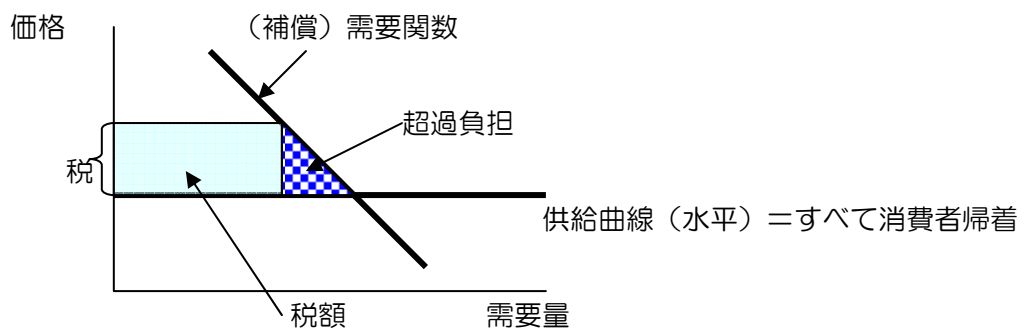 価格
（補償）需要関数
超過負担
税
供給曲線（水平）＝すべて消費者帰着
税額
需要量